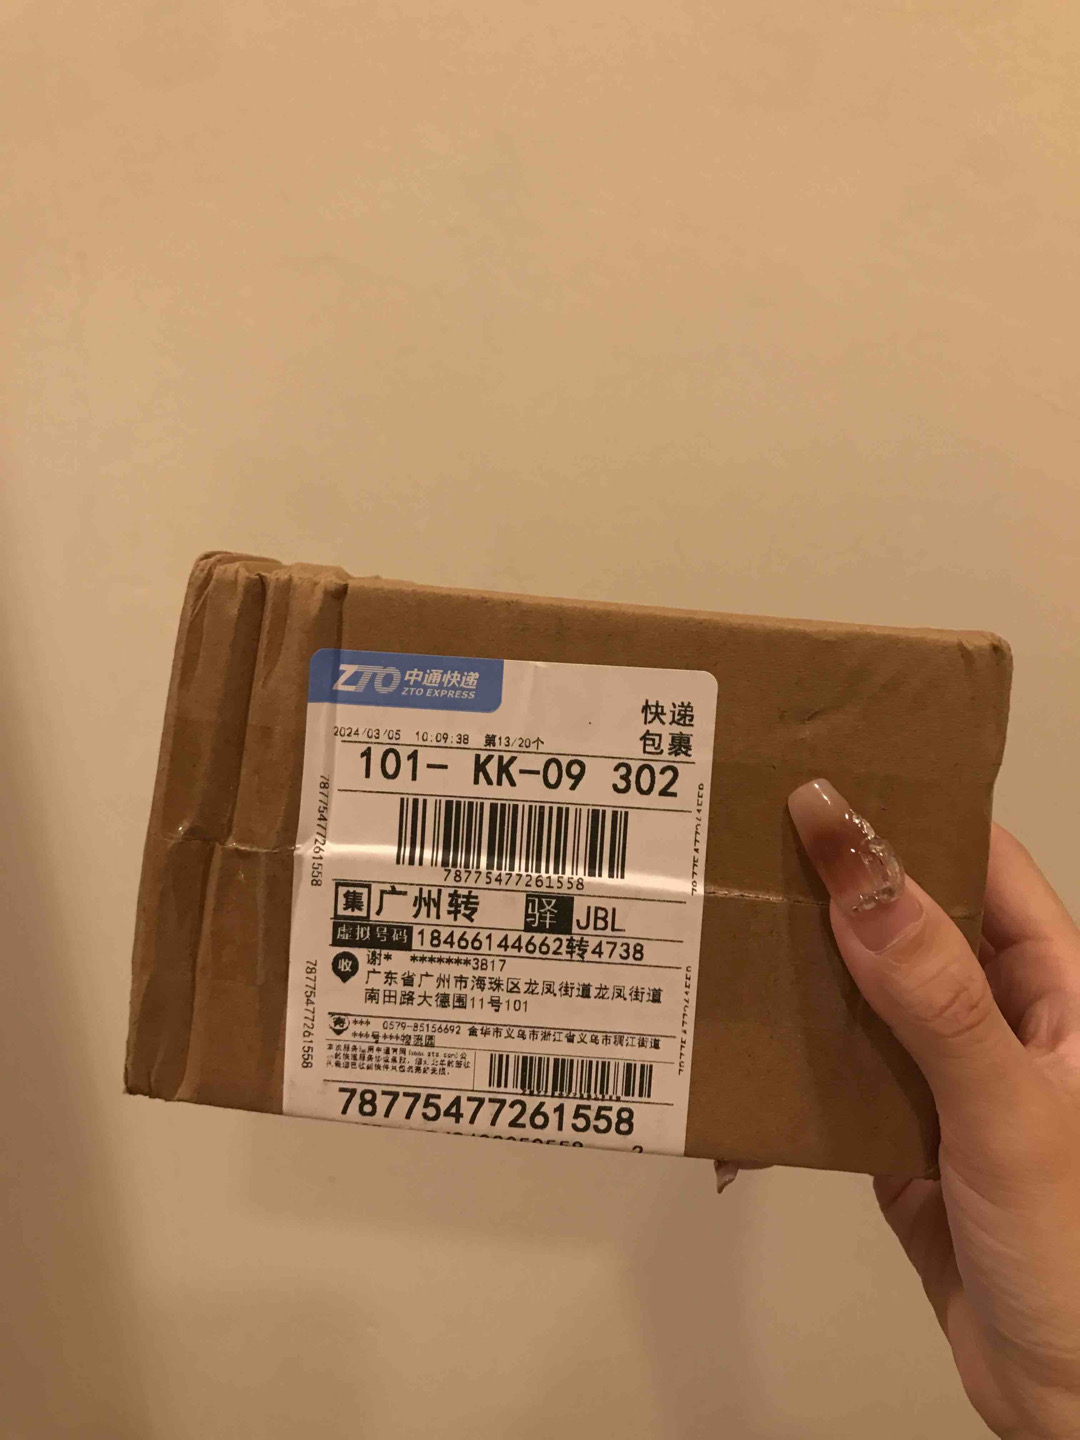 ZTO 中通快递
ZTO EXPRESS
快递
包裹
2024/03/05 10:09:38 第13/20个
101- KK-09 302
78775477261558
集 广州转 驿 JBL
虚拟号码 18466144662转4738
收 谢* *******3817
广东省广州市海珠区龙凤街道龙凤街道
南田路大德围11号101
寄 *** 0579-85156692 金华市义乌市浙江省义乌市稠江街道
***号***物流园
78775477261558
78775477261558
78775477261558